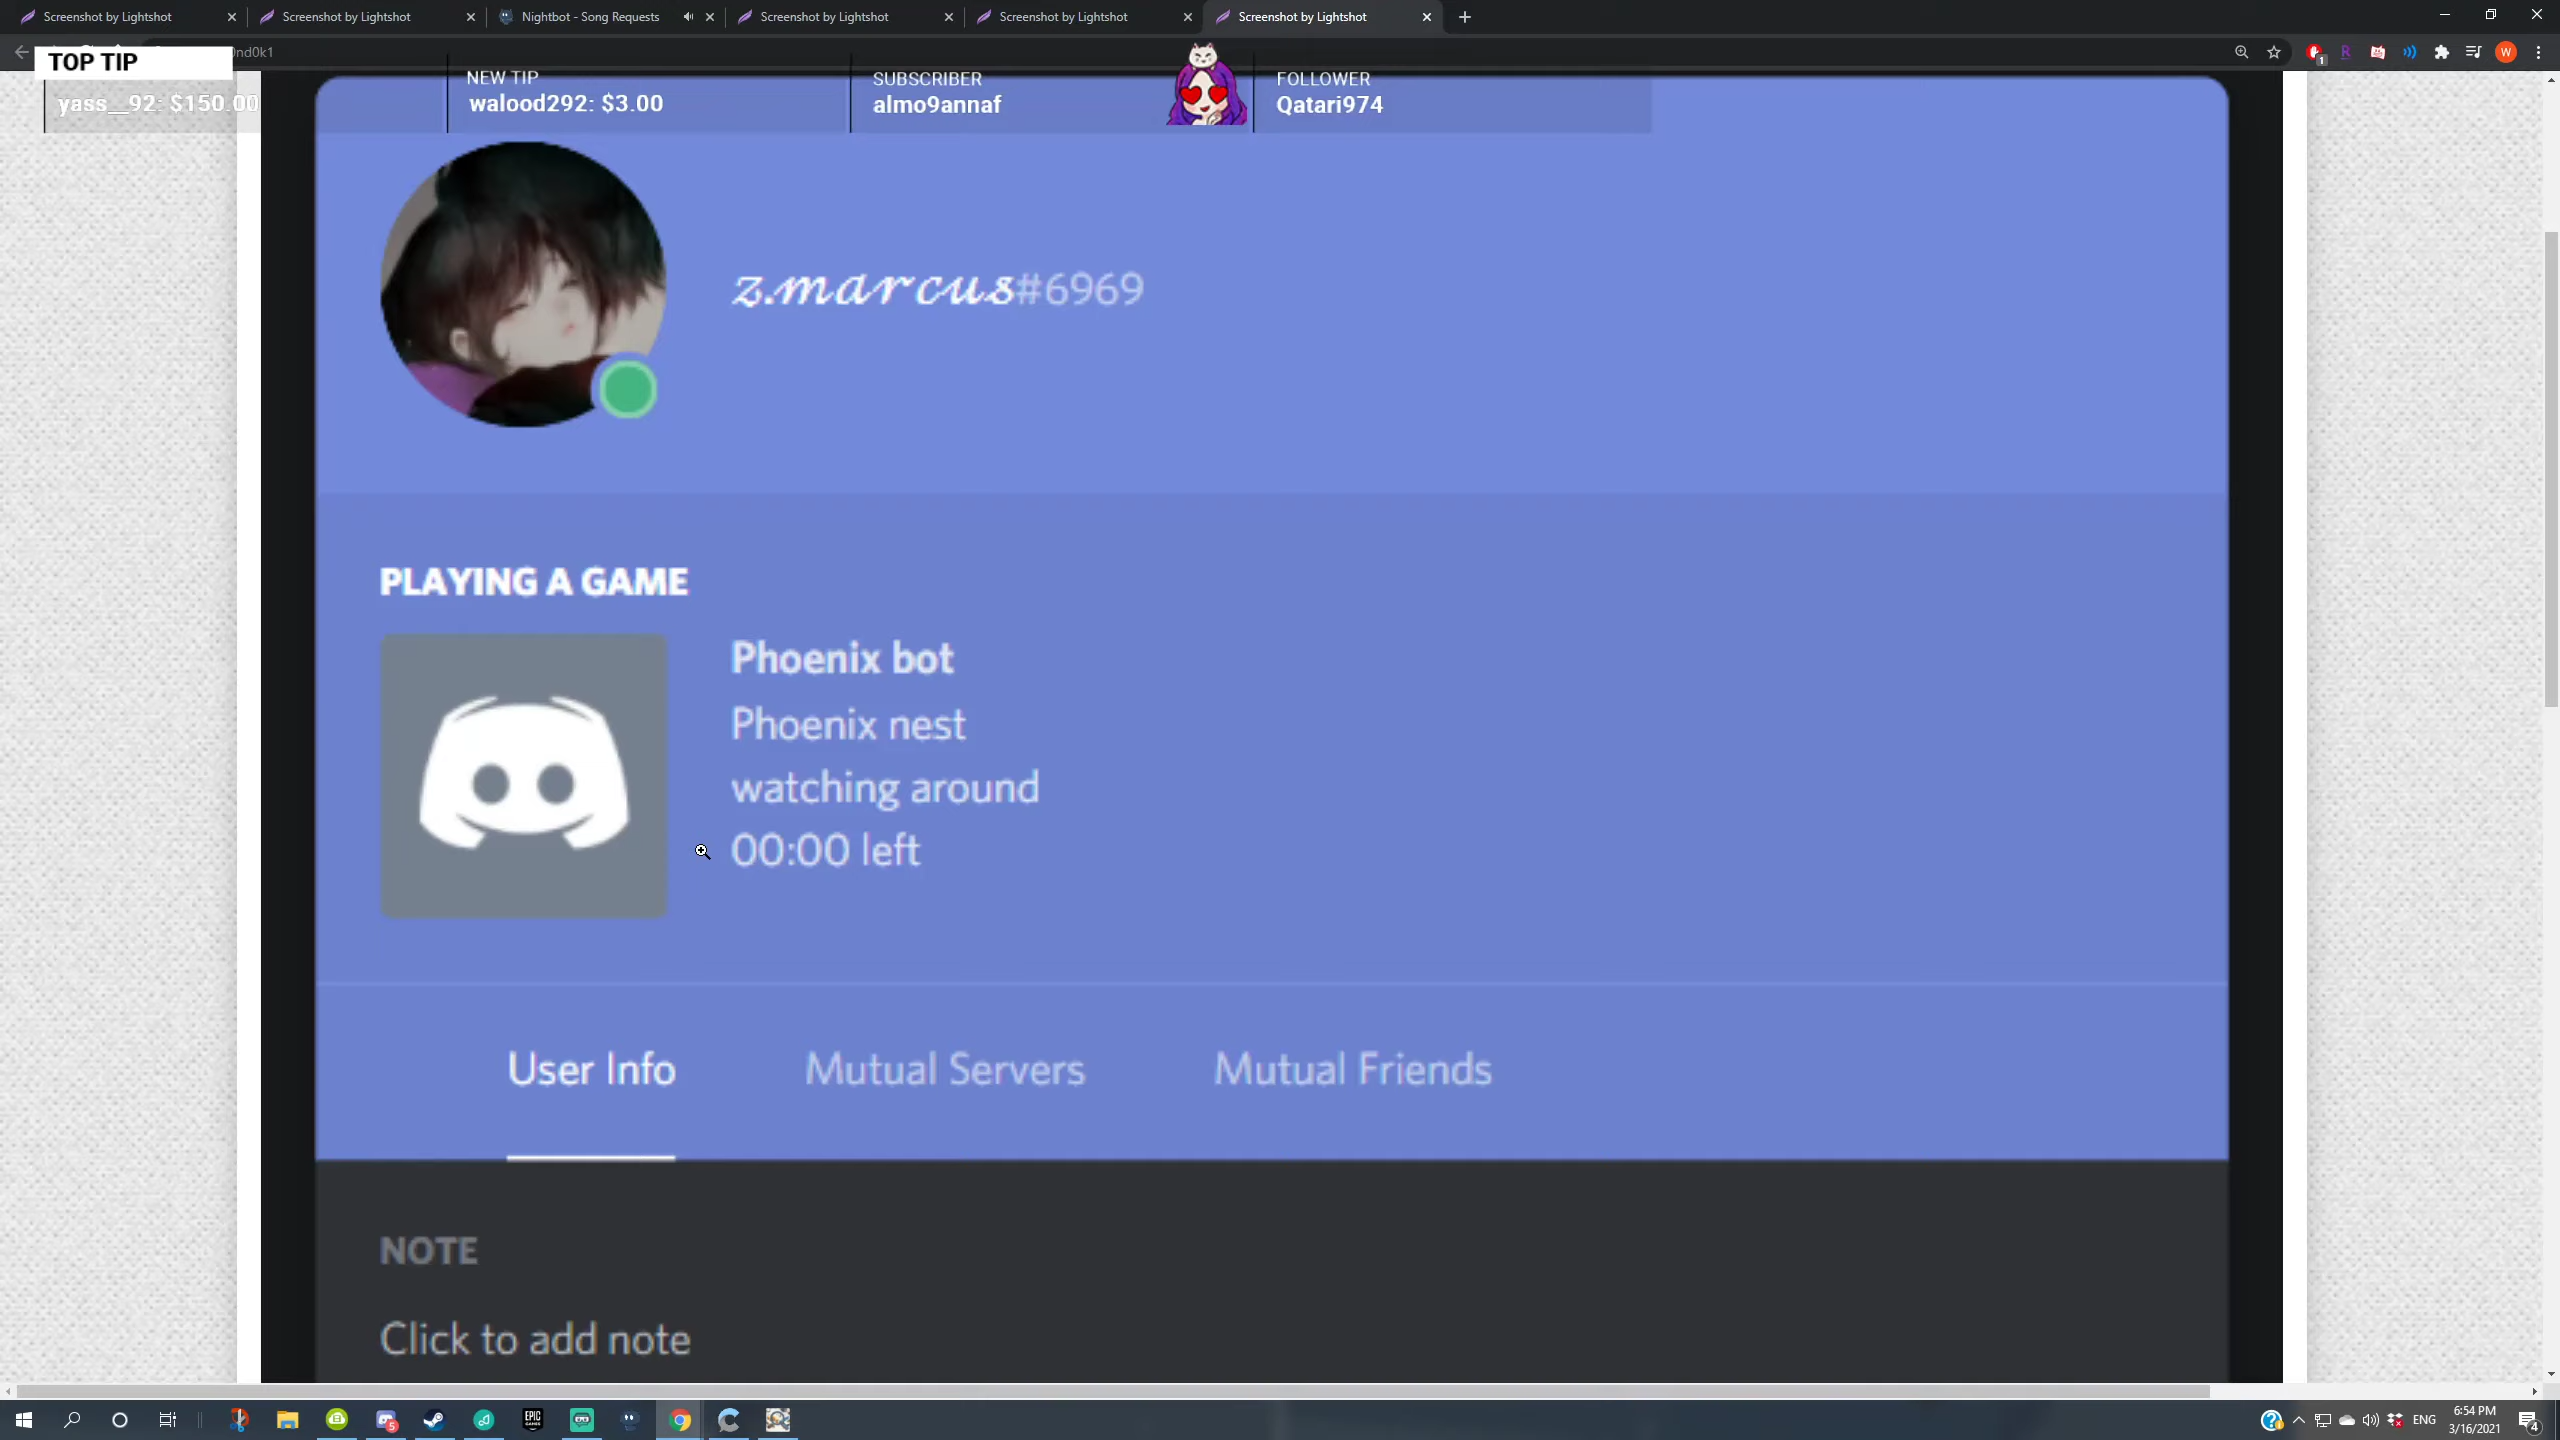 Screenshot by Lightshot
Screenshot by Lightshot
Nightbot - Song Requests
Screenshot by Lightshot
Screenshot by Lightshot
Screenshot by Lightshot
nd0k1
TOP TIP
yass__92: $150.00
NEW TIP
walood292: $3.00
SUBSCRIBER
almo9annaf
FOLLOWER
Qatari974
z.marcus#6969
PLAYING A GAME
Phoenix bot
Phoenix nest
watching around
00:00 left
User Info
Mutual Servers
Mutual Friends
NOTE
Click to add note
ENG
6:54 PM
3/16/2021